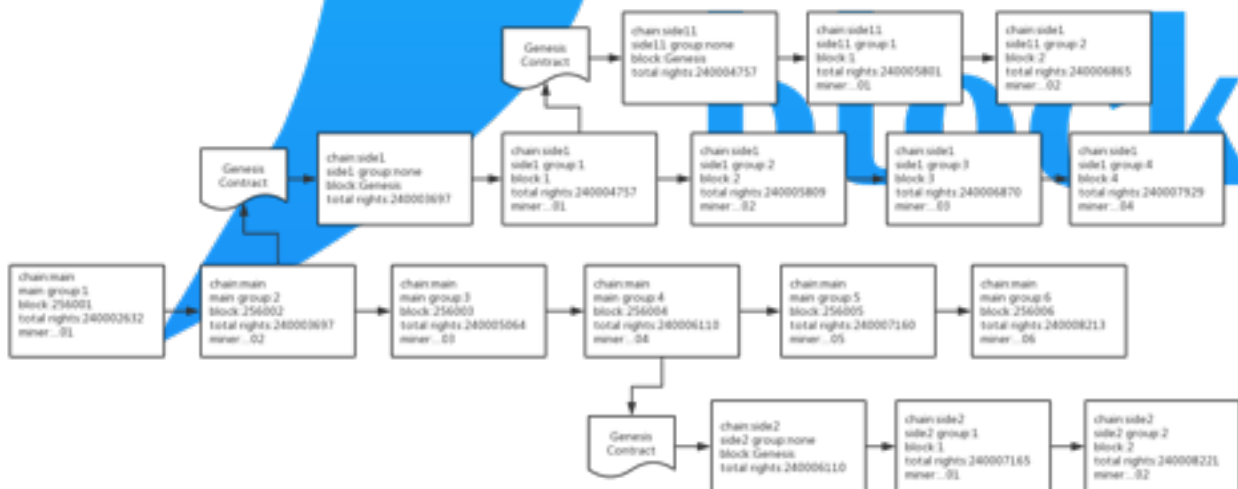 Genesis
Contract
chain:side11
side11 group:none
block:Genesis
total rights:240004757
chain:side11
side11 group:1
block:1
total rights:240005801
miner:...01
chain:side1
side11 group:2
block:2
total rights:240006865
miner:...02
Genesis
Contract
chain:side1
side1 group:none
block:Genesis
total rights:240003697
chain:side1
side1 group:1
block:1
total rights:240004757
miner:...01
chain:side1
side1 group:2
block:2
total rights:240005809
miner:...02
chain:side1
side1 group:3
block:3
total rights:240006870
miner:...03
chain:side1
side1 group:4
block:4
total rights:240007929
miner:...04
chain:main
main group:1
block:256001
total rights:240002632
miner:...01
chain:main
main group:2
block:256002
total rights:240003697
miner:...02
chain:main
main group:3
block:256003
total rights:240005064
miner:...03
chain:main
main group:4
block:256004
total rights:240006110
miner:...04
chain:main
main group:5
block:256005
total rights:240007160
miner:...05
chain:main
main group:6
block:256006
total rights:240008213
miner:...06
Genesis
Contract
chain:side2
side2 group:none
block:Genesis
total rights:240006110
chain:side2
side2 group:1
block:1
total rights:240007165
miner:...01
chain:side2
side2 group:2
block:2
total rights:240008221
miner:...02